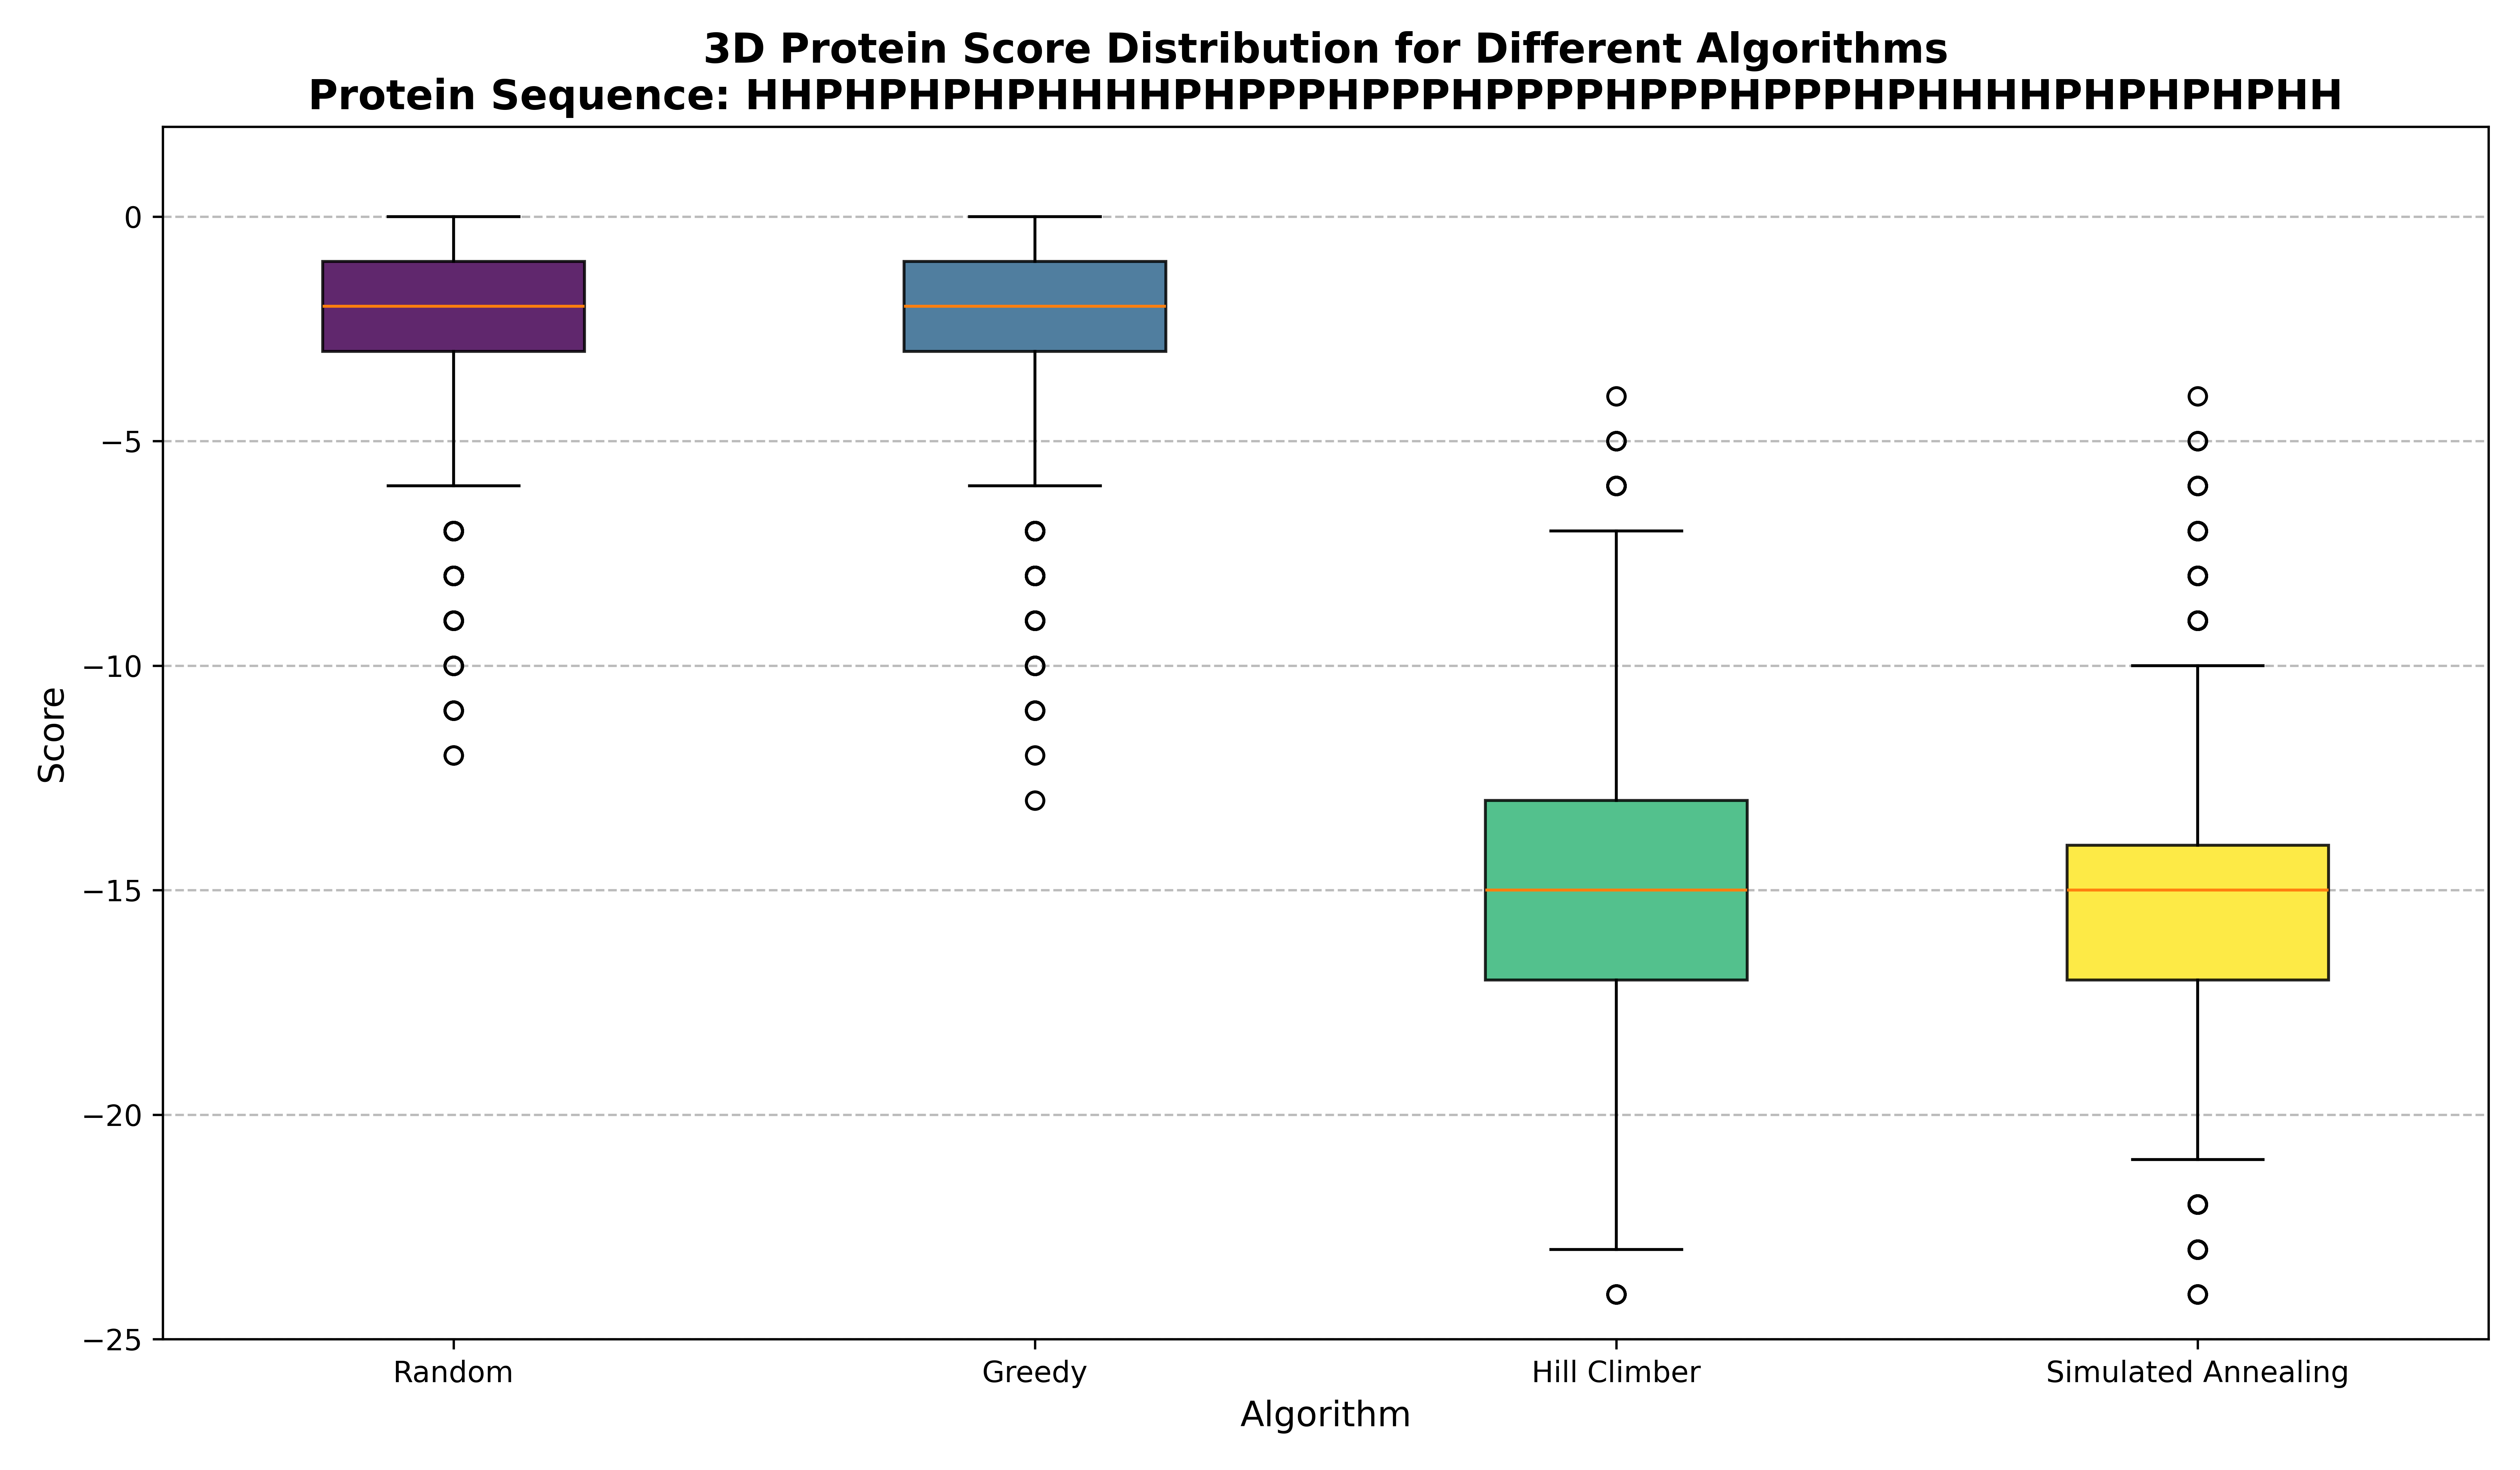 3D Protein Score Distribution for Different Algorithms
Protein Sequence: HHPHPHPHPHHHHPHPPPHPPPHPPPPHPPPHPPPHPHHHHPHPHPHPHH
0
−5
−10
−15
−20
−25
Score
Random
Greedy
Hill Climber
Simulated Annealing
Algorithm